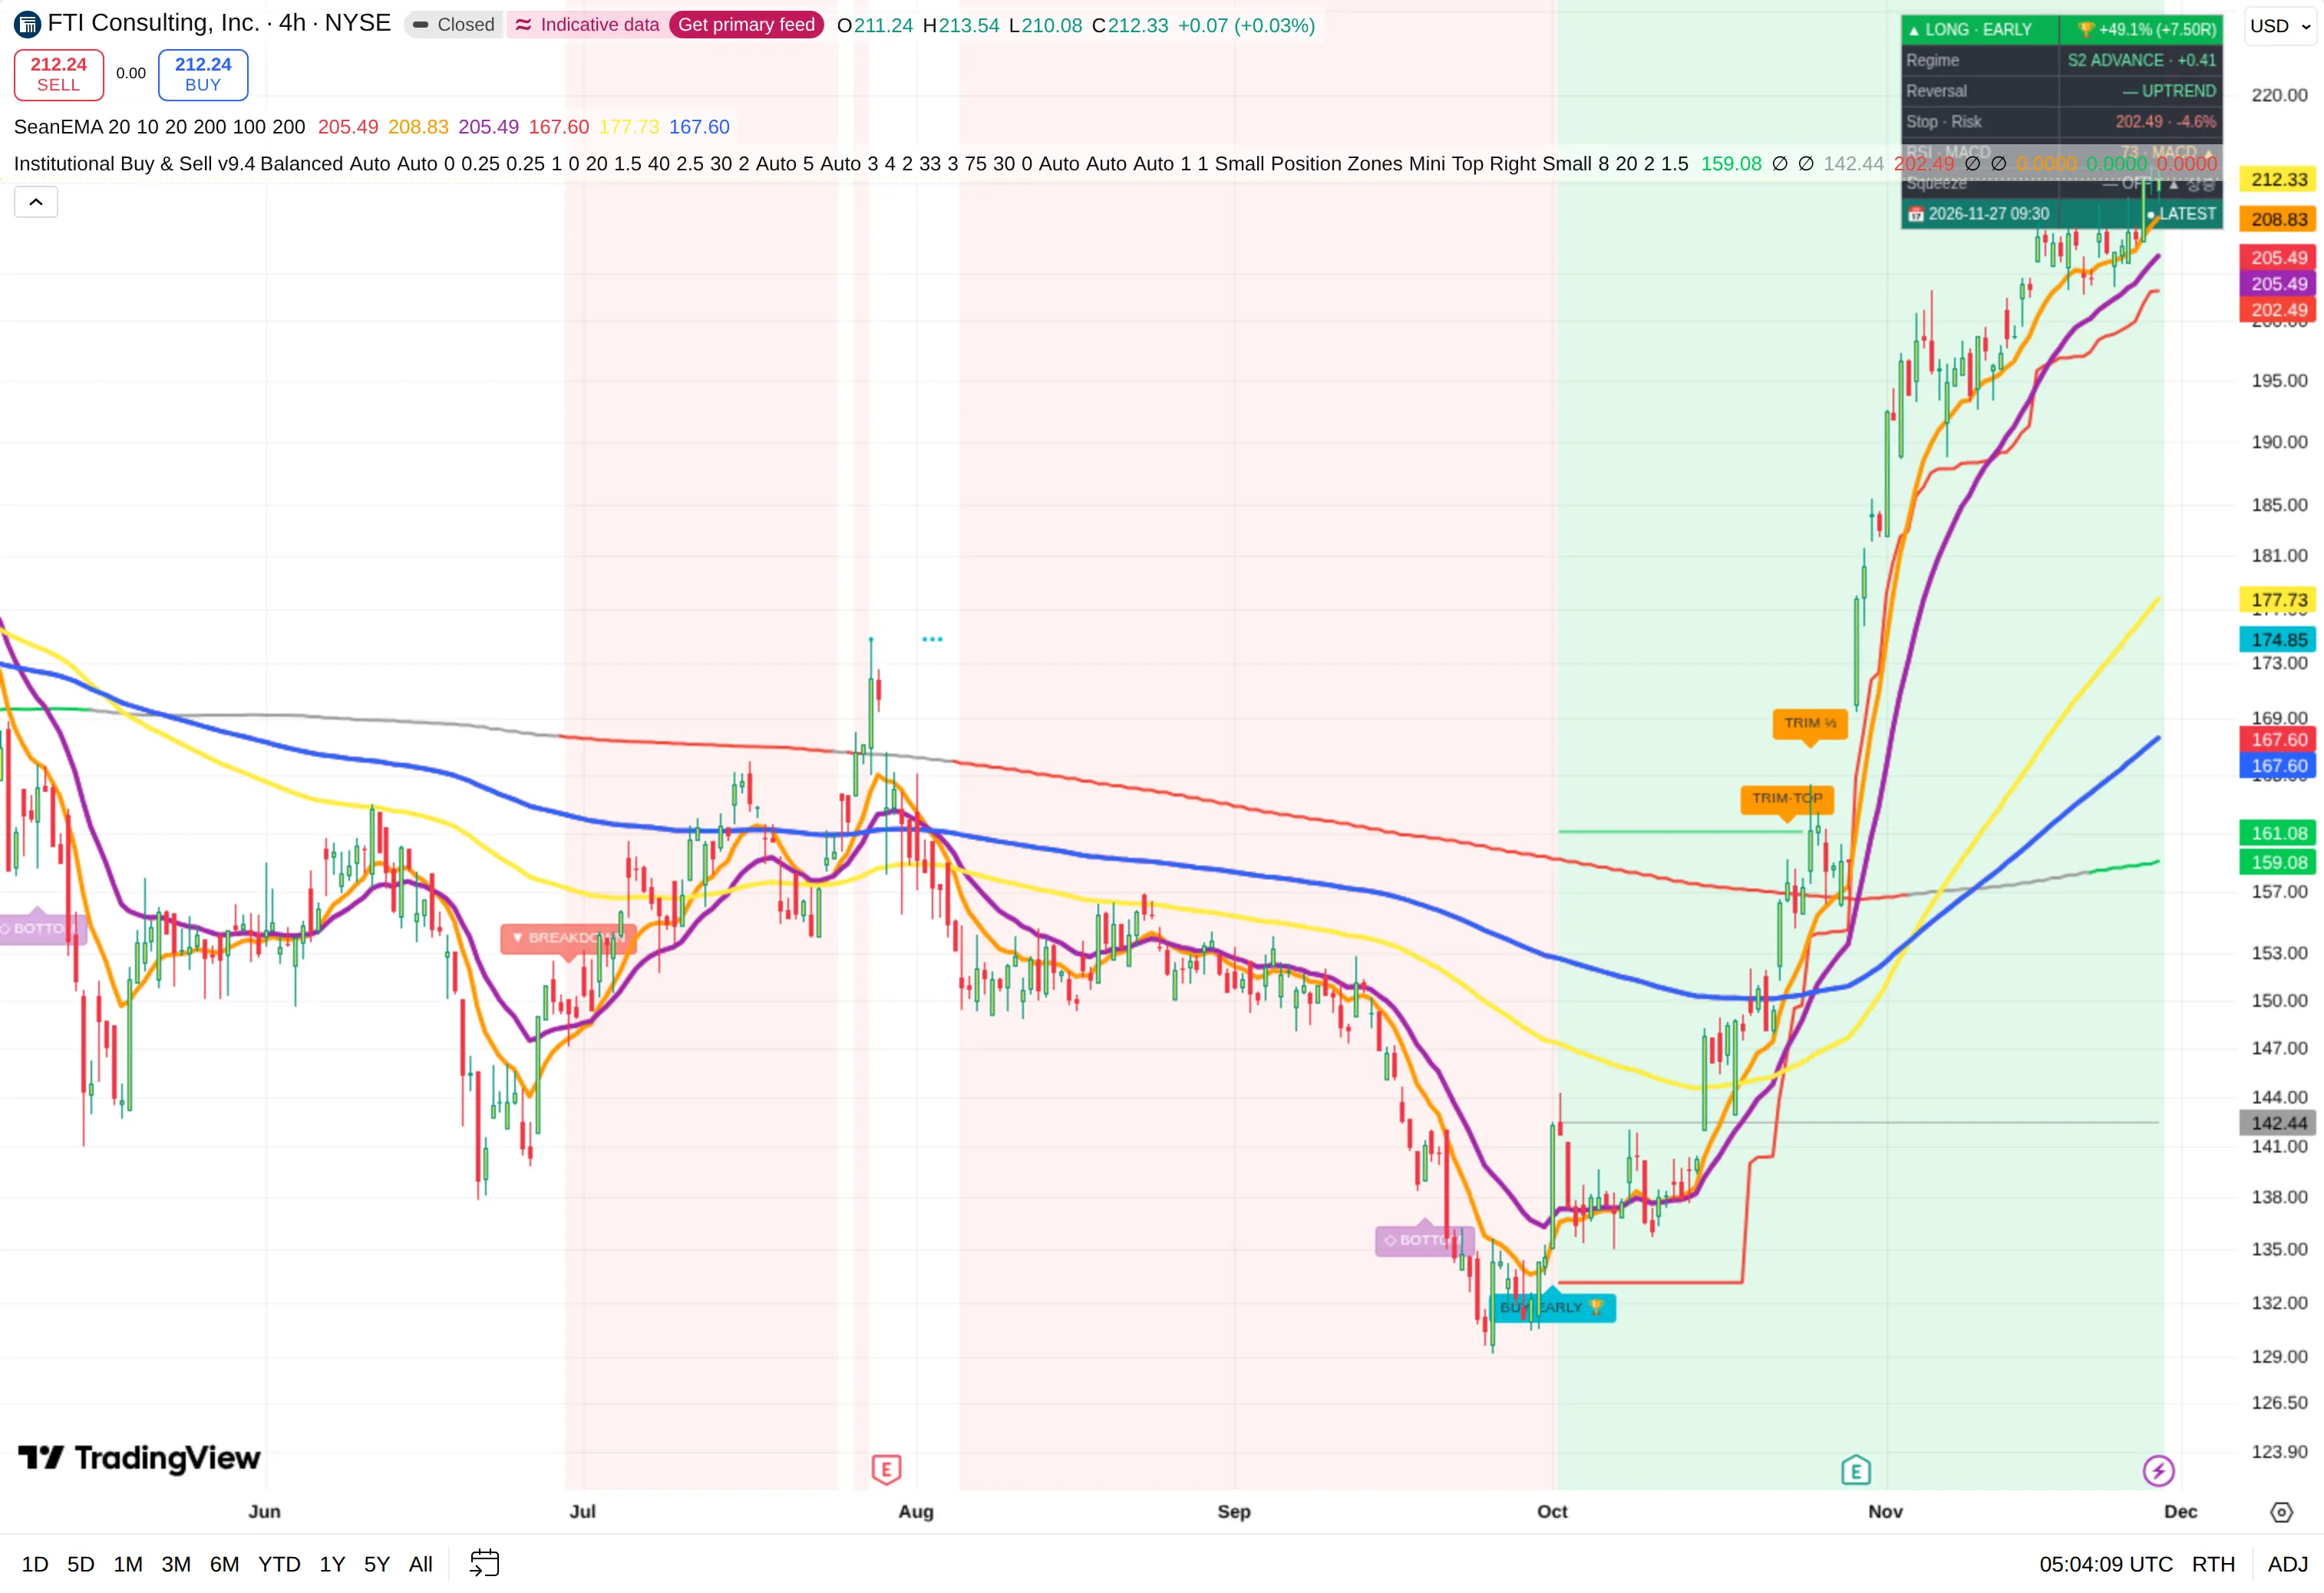 FTI Consulting, Inc. · 4h · NYSE
Closed
Indicative data
Get primary feed
O211.24 H213.54 L210.08 C212.33 +0.07 (+0.03%)
212.24
SELL
0.00
212.24
BUY
SeanEMA 20 10 20 200 100 200 205.49 208.83 205.49 167.60 177.73 167.60
Institutional Buy & Sell v9.4 Balanced Auto Auto 0 0.25 0.25 1 0 20 1.5 40 2.5 30 2 Auto 5 Auto 3 4 2 33 3 75 30 0 Auto Auto Auto 1 1 Small Position Zones Mini Top Right Small 8 20 2 1.5 159.08 ∅ ∅ 142.44 202.49 ∅ ∅ 0.0000 0.0000 0.0000
▲ LONG · EARLY 🏆 +49.1% (+7.50R)
Regime S2 ADVANCE · +0.41
Reversal — UPTREND
Stop · Risk 202.49 · -4.6%
RSI · MACD 73 · MACD ▲
Squeeze — OFF
📅 2026-11-27 09:30 ● LATEST
USD
220.00
212.33
208.83
205.49
205.49
202.49
195.00
190.00
185.00
181.00
177.73
174.85
173.00
169.00
167.60
167.60
161.08
159.08
157.00
153.00
150.00
147.00
144.00
142.44
141.00
138.00
135.00
132.00
129.00
126.50
123.90
◇ BOTTO
▼ BREAKDOWN
TRIM ⅓
TRIM·TOP
◇ BOTTO
BUY EARLY 🏆
TradingView
E
E
Jun
Jul
Aug
Sep
Oct
Nov
Dec
1D 5D 1M 3M 6M YTD 1Y 5Y All
05:04:09 UTC RTH ADJ